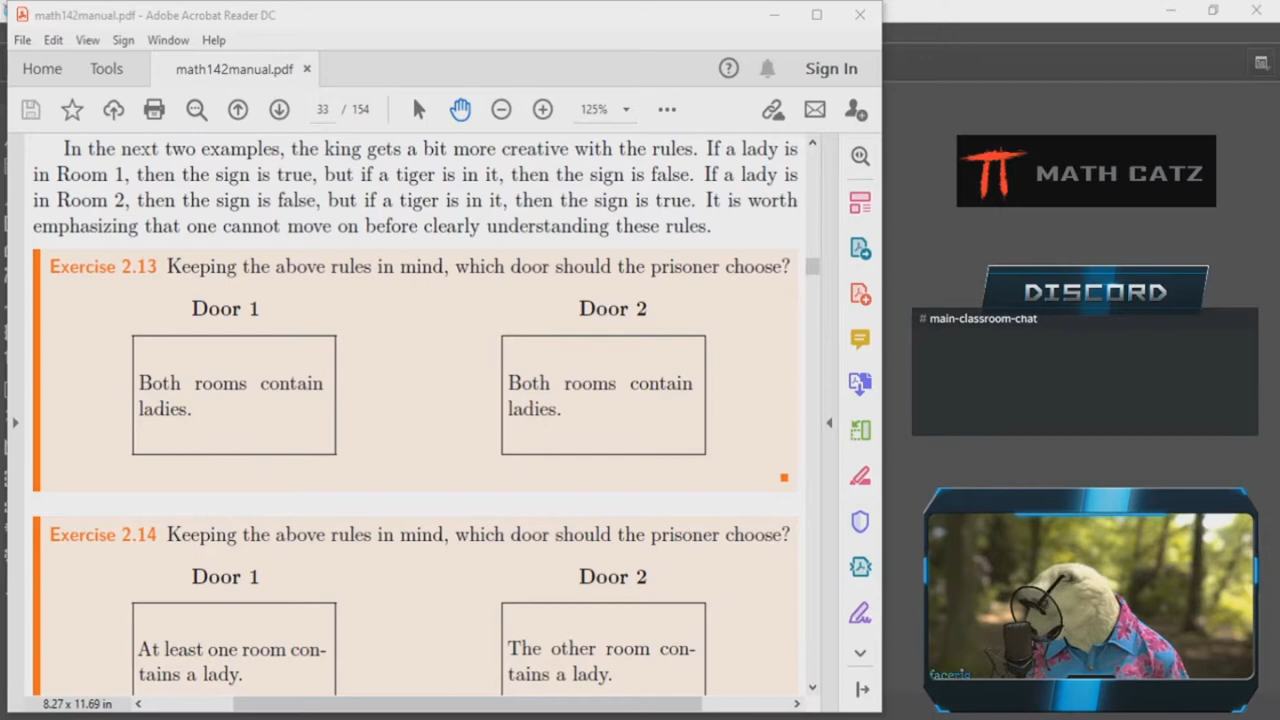 math142manual.pdf - Adobe Acrobat Reader DC
File Edit View Sign Window Help
Home Tools math142manual.pdf × Sign In
33 / 154 125%
In the next two examples, the king gets a bit more creative with the rules. If a lady is
in Room 1, then the sign is true, but if a tiger is in it, then the sign is false. If a lady is
in Room 2, then the sign is false, but if a tiger is in it, then the sign is true. It is worth
emphasizing that one cannot move on before clearly understanding these rules.
Exercise 2.13 Keeping the above rules in mind, which door should the prisoner choose?
Door 1 Door 2
Both rooms contain
ladies.
Both rooms contain
ladies.
Exercise 2.14 Keeping the above rules in mind, which door should the prisoner choose?
Door 1 Door 2
At least one room con-
tains a lady.
The other room con-
tains a lady.
8.27 x 11.69 in
MATH CATZ
DISCORD
# main-classroom-chat
facerig